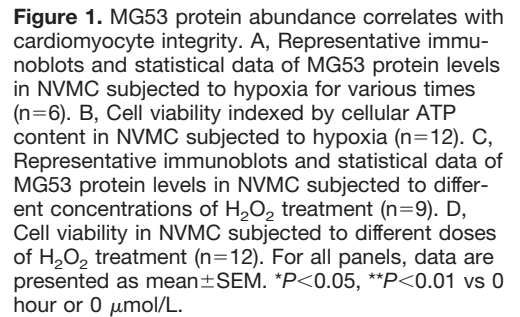 Figure 1. MG53 protein abundance correlates with
cardiomyocyte integrity. A, Representative immu-
noblots and statistical data of MG53 protein levels
in NVMC subjected to hypoxia for various times
(n=6). B, Cell viability indexed by cellular ATP
content in NVMC subjected to hypoxia (n=12). C,
Representative immunoblots and statistical data of
MG53 protein levels in NVMC subjected to differ-
ent concentrations of H₂O₂ treatment (n=9). D,
Cell viability in NVMC subjected to different doses
of H₂O₂ treatment (n=12). For all panels, data are
presented as mean±SEM. *P<0.05, **P<0.01 vs 0
hour or 0 μmol/L.